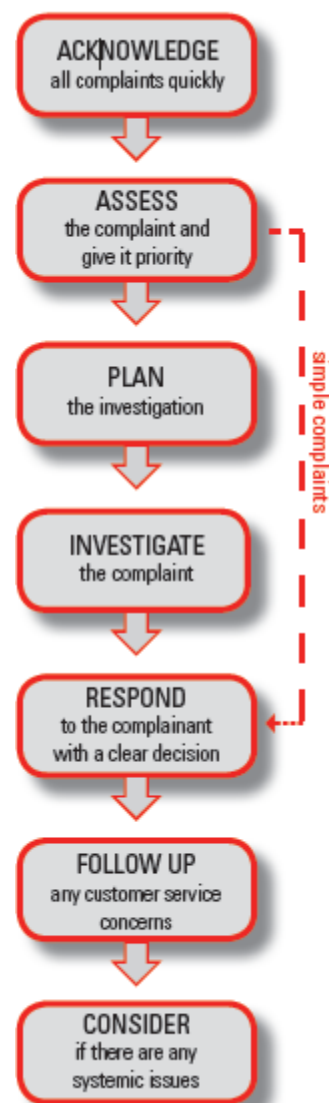 ACKNOWLEDGE
all complaints quickly
ASSESS
the complaint and
give it priority
simple complaints
PLAN
the investigation
INVESTIGATE
the complaint
RESPOND
to the complainant
with a clear decision
FOLLOW UP
any customer service
concerns
CONSIDER
if there are any
systemic issues